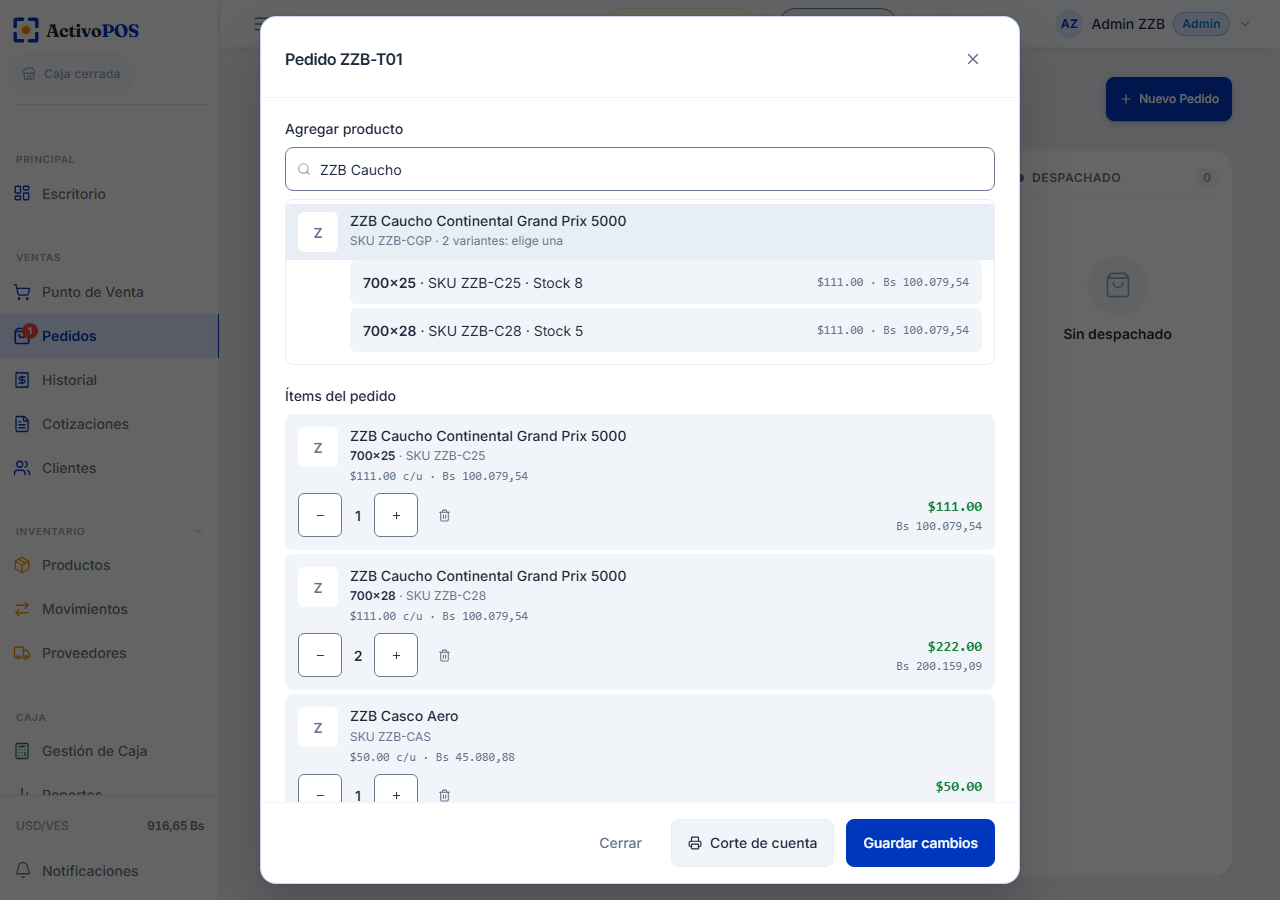 ActivoPOS
Caja cerrada
PRINCIPAL
Escritorio
VENTAS
Punto de Venta
1
Pedidos
Historial
Cotizaciones
Clientes
INVENTARIO
Productos
Movimientos
Proveedores
CAJA
Gestión de Caja
Reportes
USD/VES 916,65 Bs
Notificaciones
AZ Admin ZZB Admin
+ Nuevo Pedido
DESPACHADO 0
Sin despachado
Pedido ZZB-T01
Agregar producto
ZZB Caucho
Z
ZZB Caucho Continental Grand Prix 5000
SKU ZZB-CGP · 2 variantes: elige una
700×25 · SKU ZZB-C25 · Stock 8 $111.00 · Bs 100.079,54
700×28 · SKU ZZB-C28 · Stock 5 $111.00 · Bs 100.079,54
Ítems del pedido
Z
ZZB Caucho Continental Grand Prix 5000
700×25 · SKU ZZB-C25
$111.00 c/u · Bs 100.079,54
− 1 + $111.00
Bs 100.079,54
Z
ZZB Caucho Continental Grand Prix 5000
700×28 · SKU ZZB-C28
$111.00 c/u · Bs 100.079,54
− 2 + $222.00
Bs 200.159,09
Z
ZZB Casco Aero
SKU ZZB-CAS
$50.00 c/u · Bs 45.080,88
− 1 + $50.00
Cerrar
Corte de cuenta
Guardar cambios